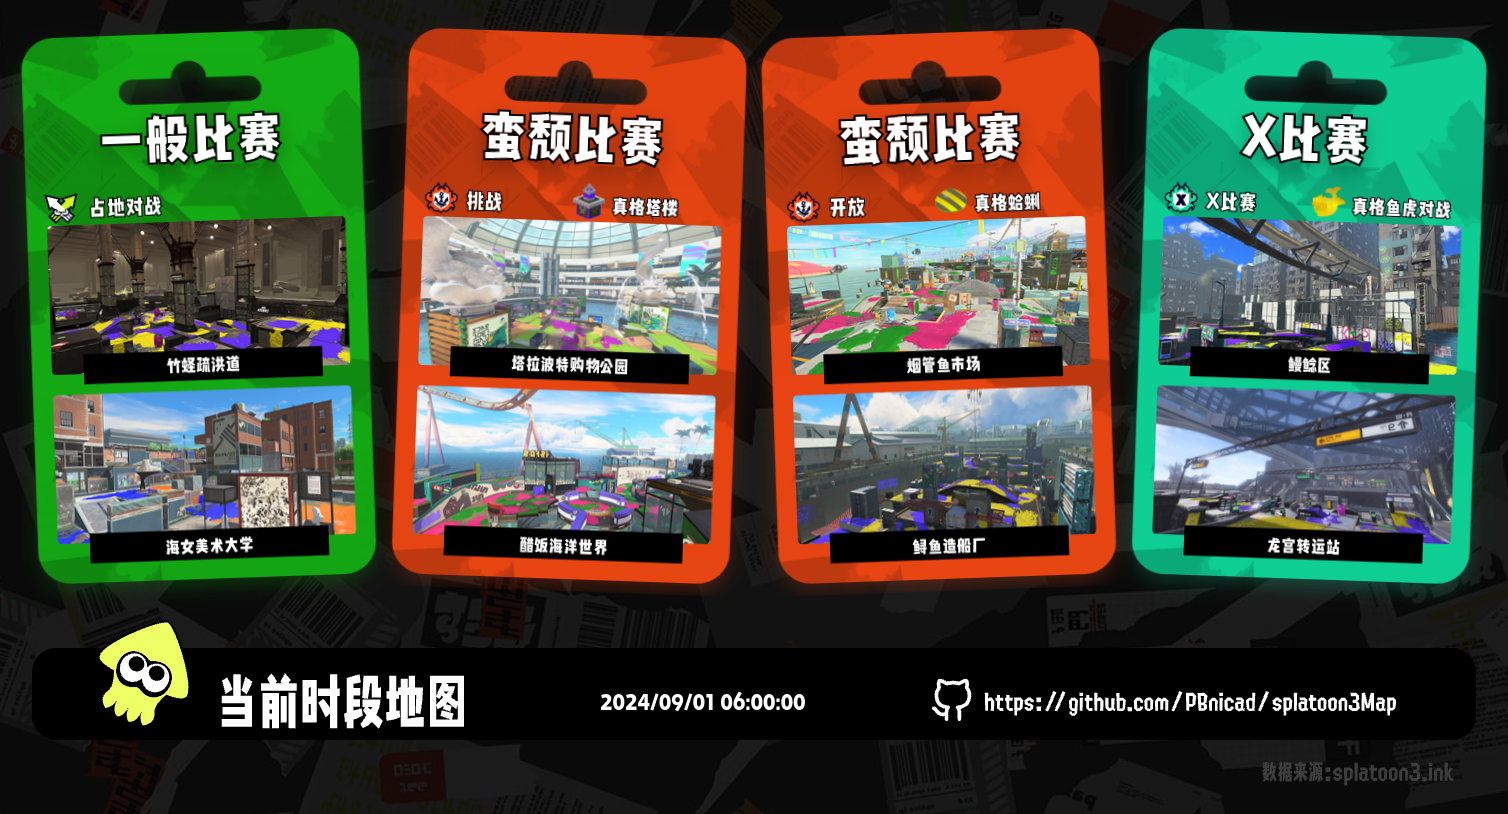 一般比赛
占地对战
竹蛏疏洪道
海女美术大学
蛮颓比赛
挑战
真格塔楼
塔拉波特购物公园
醋饭海洋世界
蛮颓比赛
开放
真格蛤蜊
烟管鱼市场
鲟鱼造船厂
X比赛
X比赛
真格鱼虎对战
鳗鲶区
龙宫转运站
当前时段地图
2024/09/01 06:00:00
https://github.com/PBnicad/splatoon3Map
数据来源:splatoon3.ink